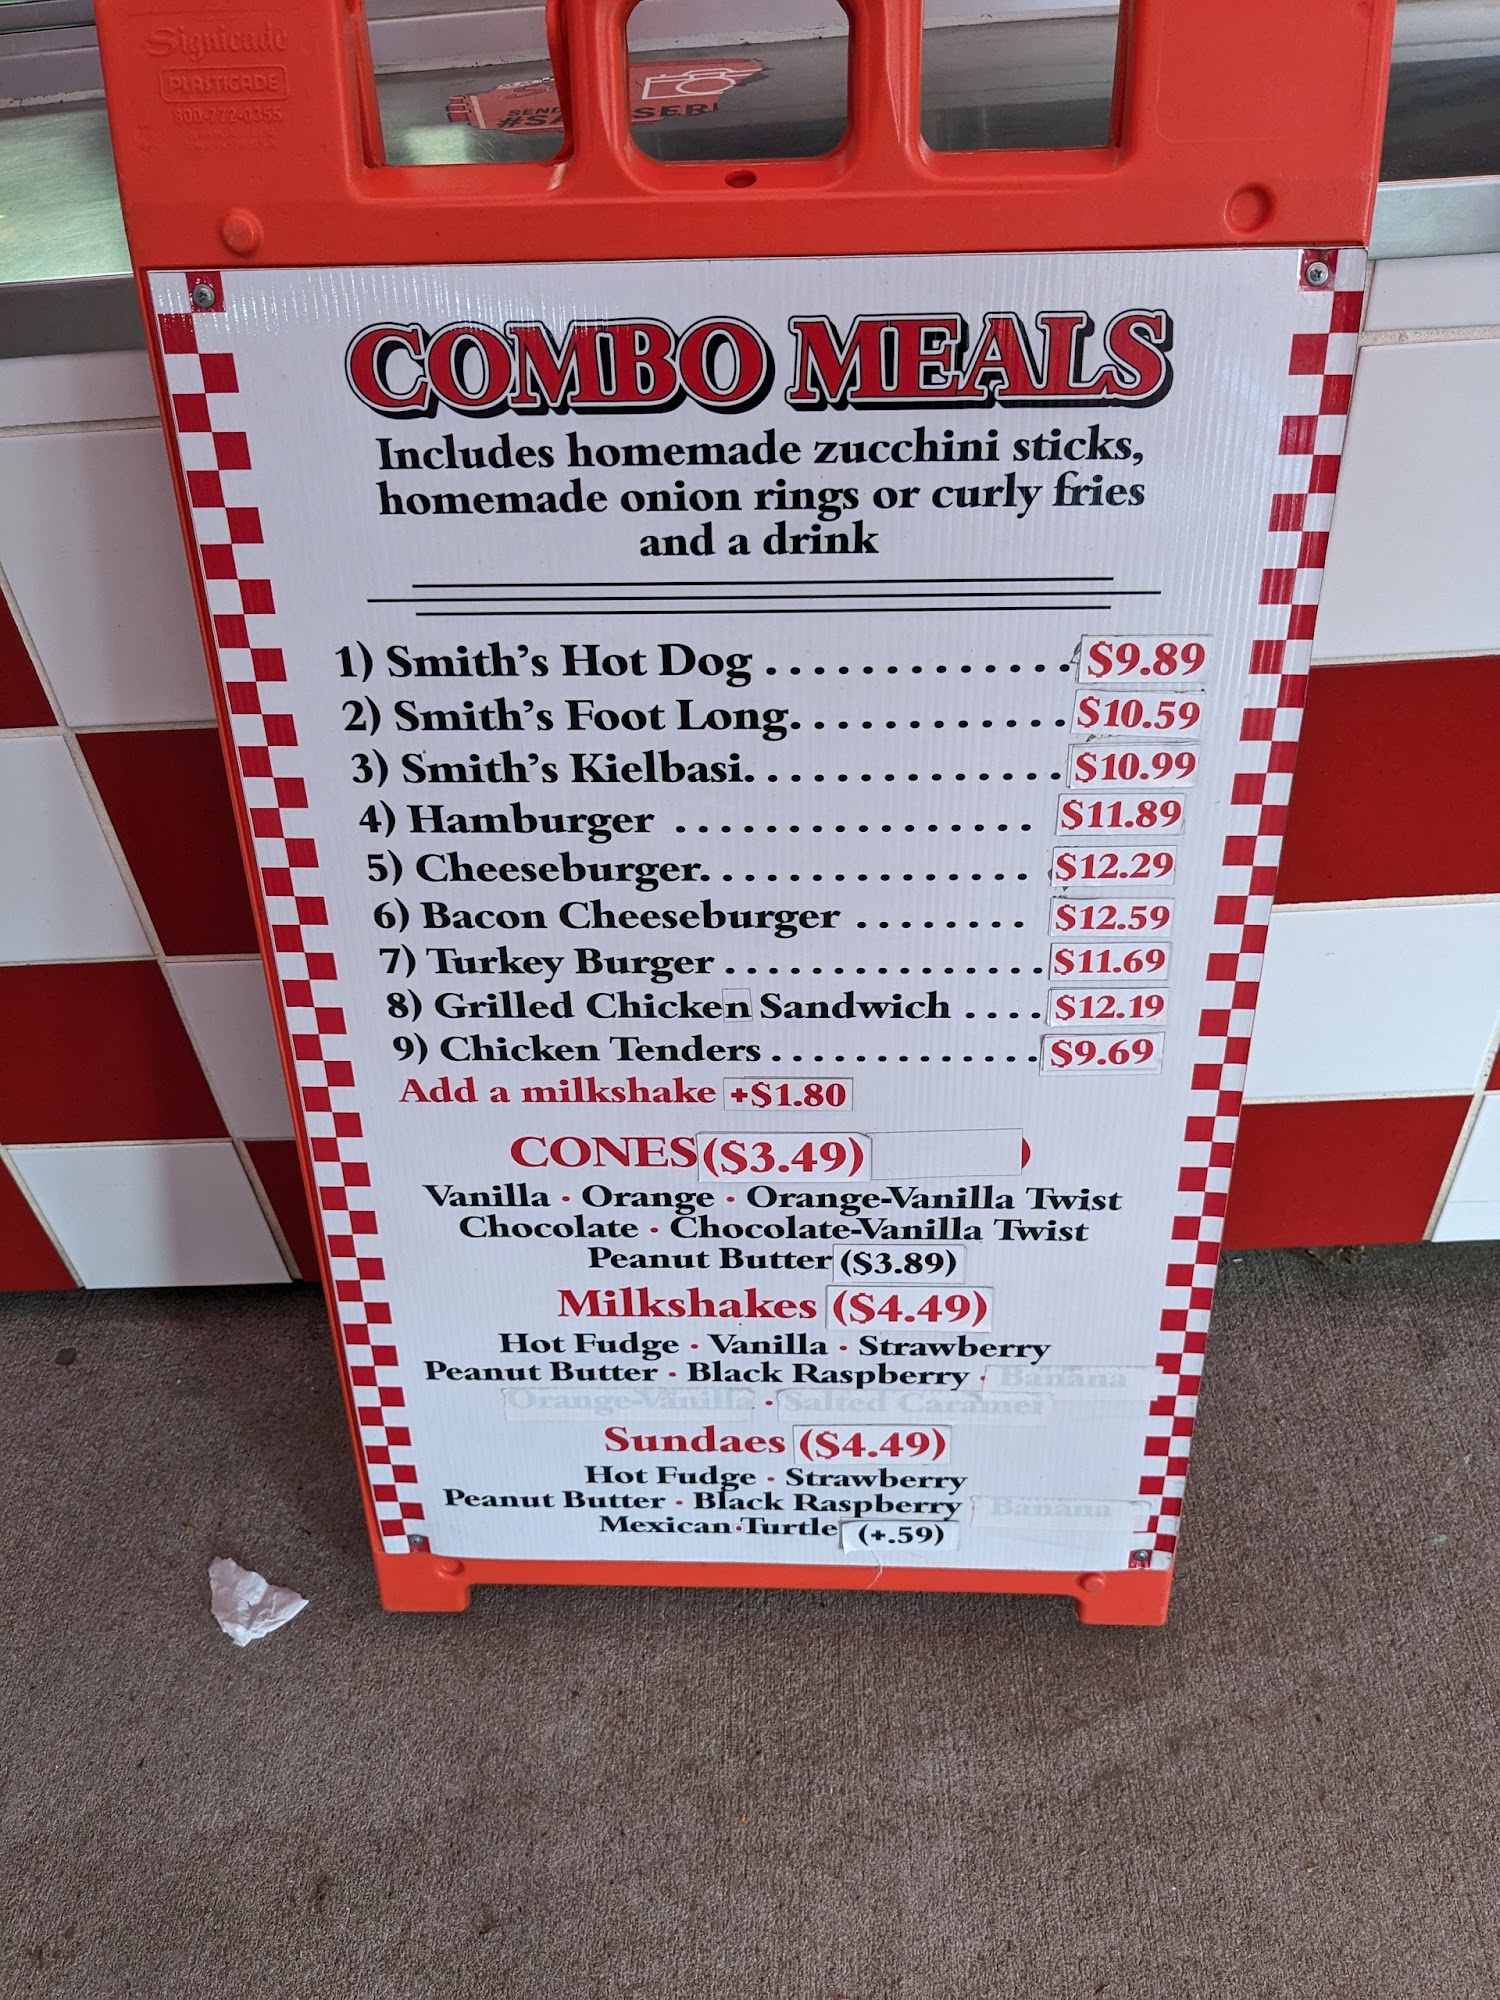 Signicade
PLASTICADE
800-772-0355
SEND
COMBO MEALS
Includes homemade zucchini sticks,
homemade onion rings or curly fries
and a drink
1) Smith's Hot Dog . . . . . . . . . . . . . $9.89
2) Smith's Foot Long. . . . . . . . . . . . $10.59
3) Smith's Kielbasi. . . . . . . . . . . . . . $10.99
4) Hamburger . . . . . . . . . . . . . . . . $11.89
5) Cheeseburger. . . . . . . . . . . . . . . $12.29
6) Bacon Cheeseburger . . . . . . . . $12.59
7) Turkey Burger . . . . . . . . . . . . . . . $11.69
8) Grilled Chicken Sandwich . . . . $12.19
9) Chicken Tenders . . . . . . . . . . . . . $9.69
Add a milkshake +$1.80
CONES ($3.49) )
Vanilla · Orange · Orange-Vanilla Twist
Chocolate · Chocolate-Vanilla Twist
Peanut Butter ($3.89)
Milkshakes ($4.49)
Hot Fudge · Vanilla · Strawberry
Peanut Butter · Black Raspberry · Banana
Orange-Vanilla · Salted Caramel
Sundaes ($4.49)
Hot Fudge · Strawberry
Peanut Butter · Black Raspberry Banana
Mexican·Turtle (+.59)